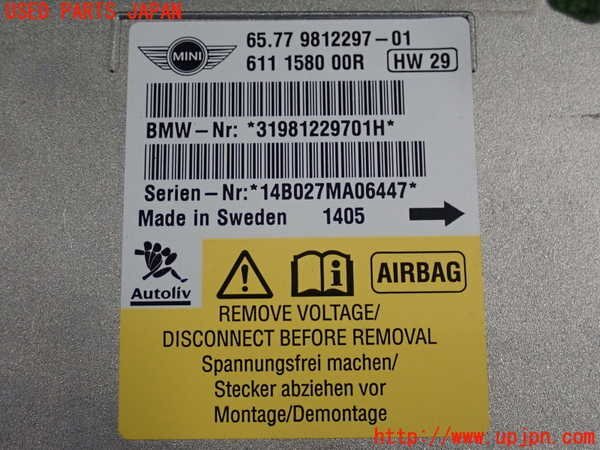 USED PARTS JAPAN
MINI
65.77 9812297-01
611 1580 00R HW 29
BMW-Nr: *31981229701H*
Serien-Nr:*14B027MA06447*
Made in Sweden 1405
Autoliv
AIRBAG
REMOVE VOLTAGE/
DISCONNECT BEFORE REMOVAL
Spannungsfrei machen/
Stecker abziehen vor
Montage/Demontage
http://www.upjpn.com/